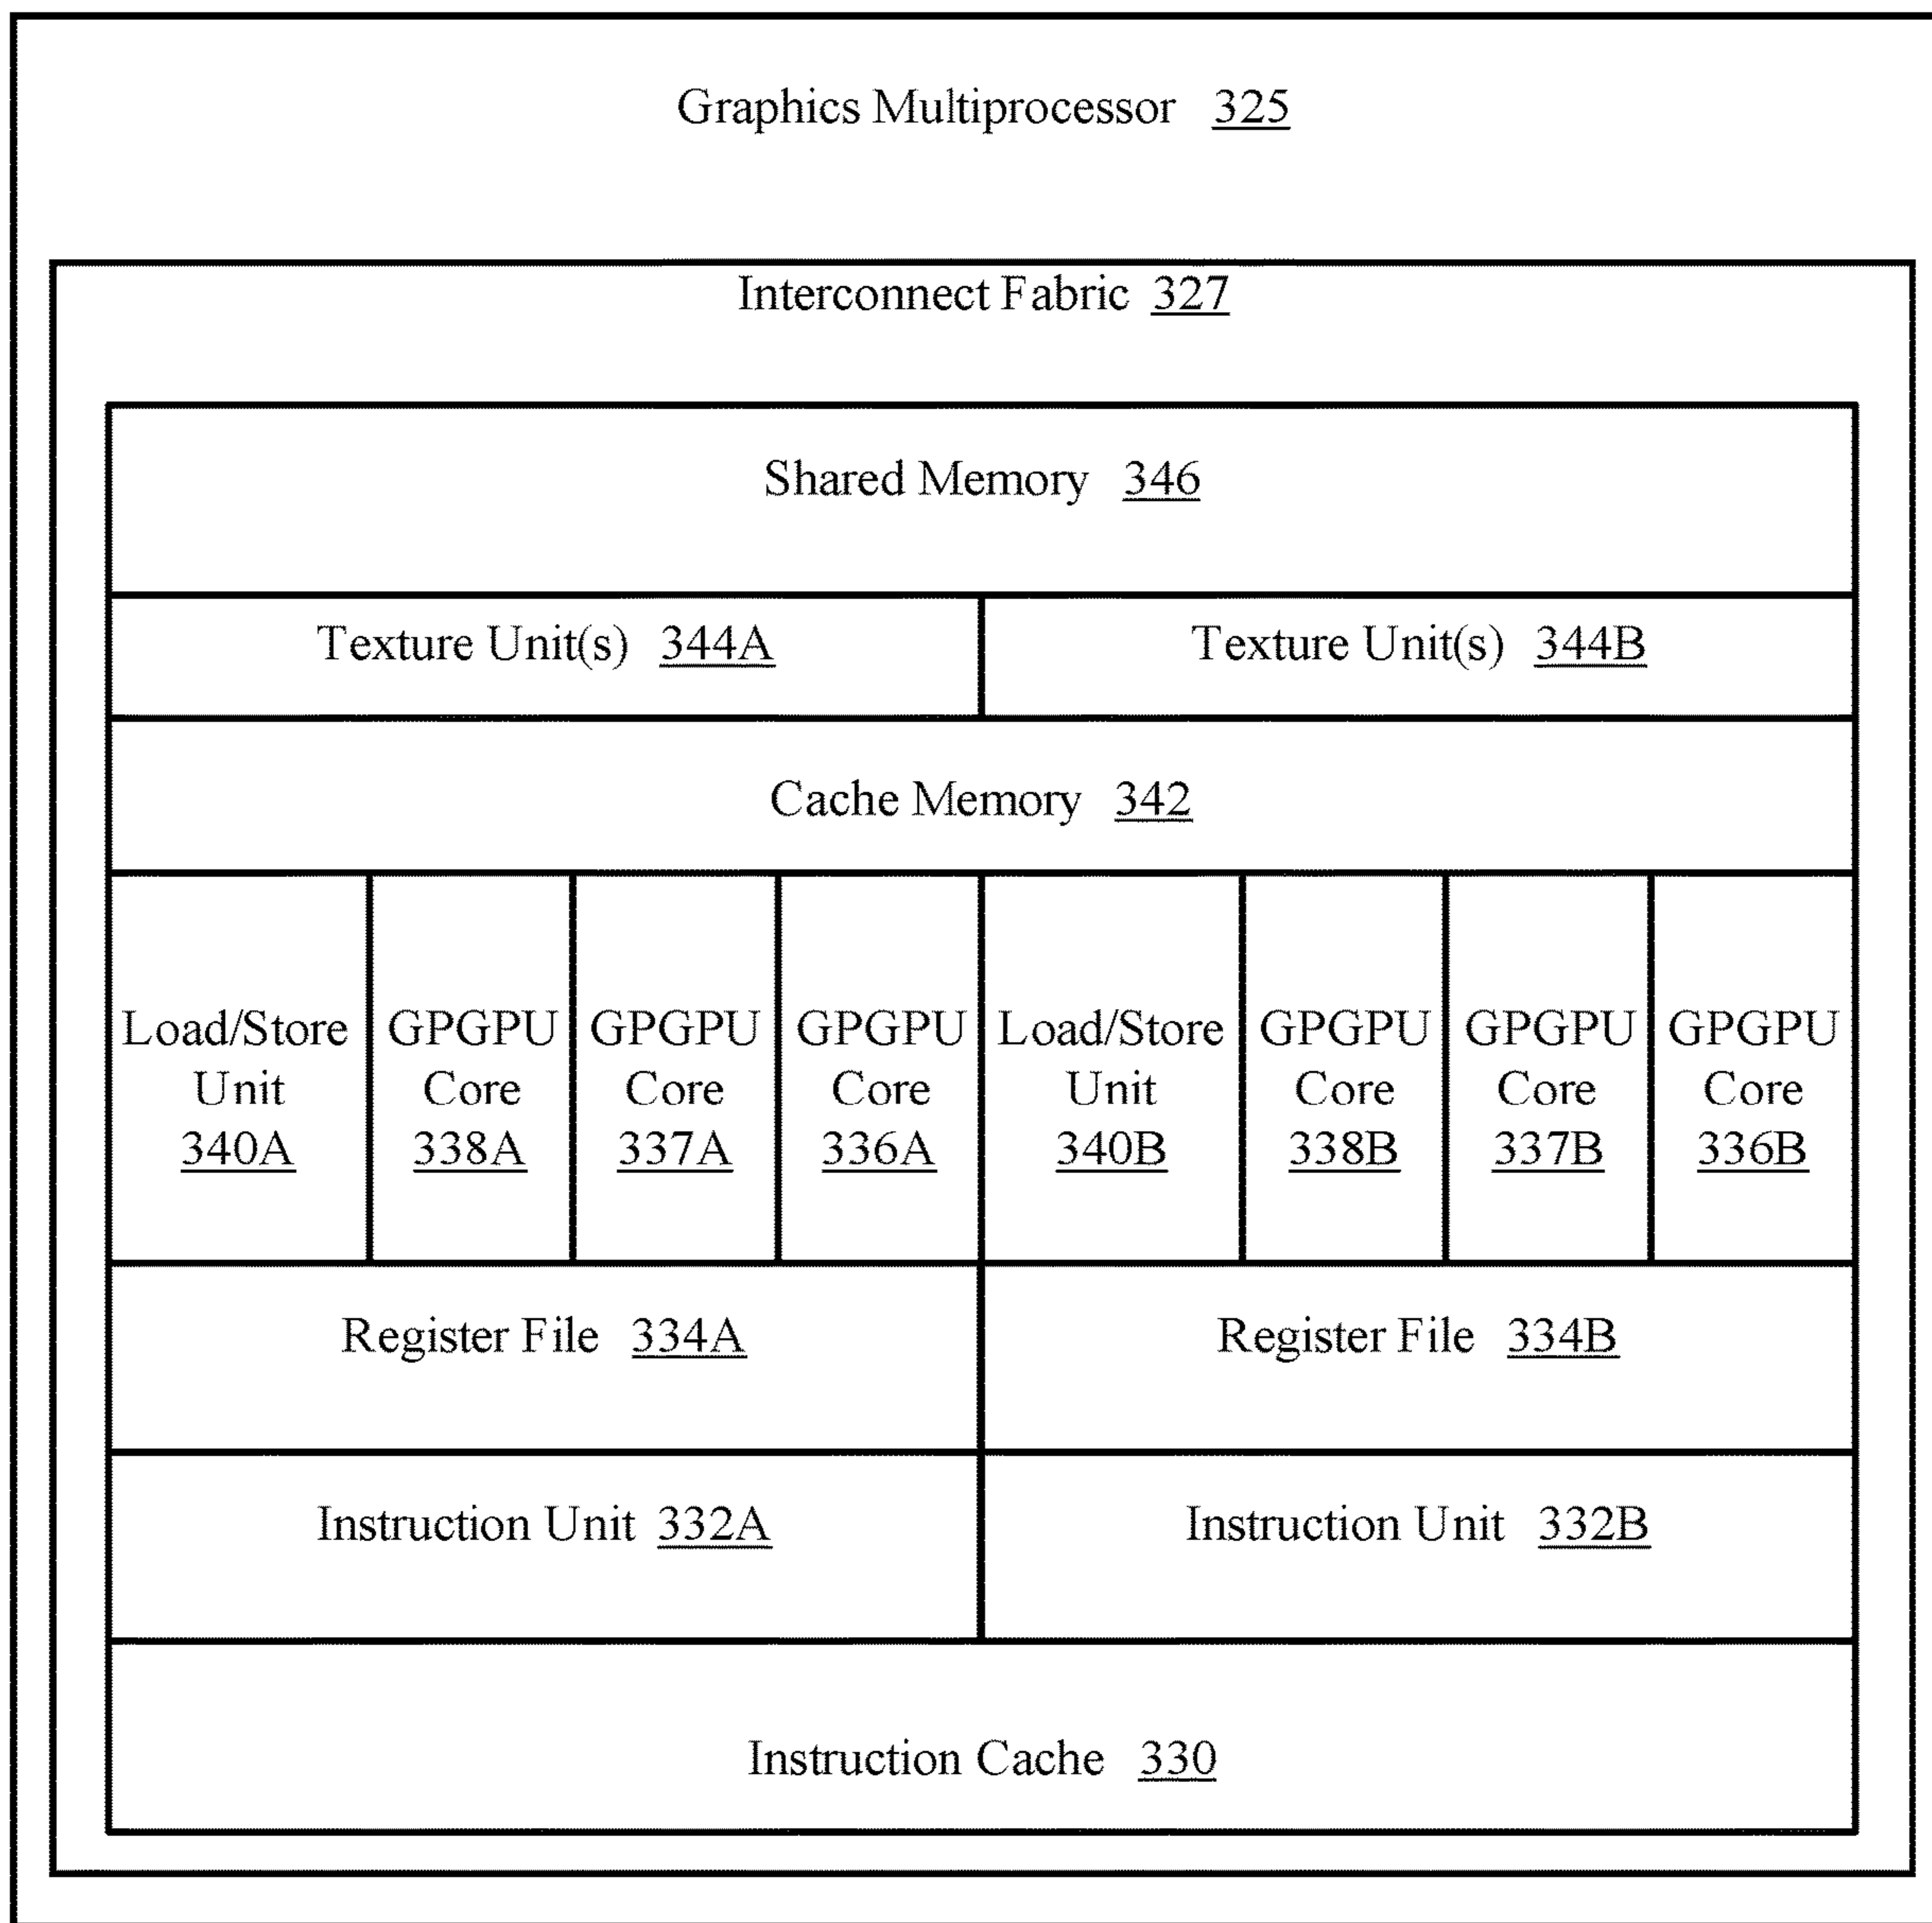 Graphics Multiprocessor 325
Interconnect Fabric 327
Shared Memory 346
Texture Unit(s) 344A
Texture Unit(s) 344B
Cache Memory 342
Load/Store
Unit
340A
GPGPU
Core
338A
GPGPU
Core
337A
GPGPU
Core
336A
Load/Store
Unit
340B
GPGPU
Core
338B
GPGPU
Core
337B
GPGPU
Core
336B
Register File 334A
Register File 334B
Instruction Unit 332A
Instruction Unit 332B
Instruction Cache 330